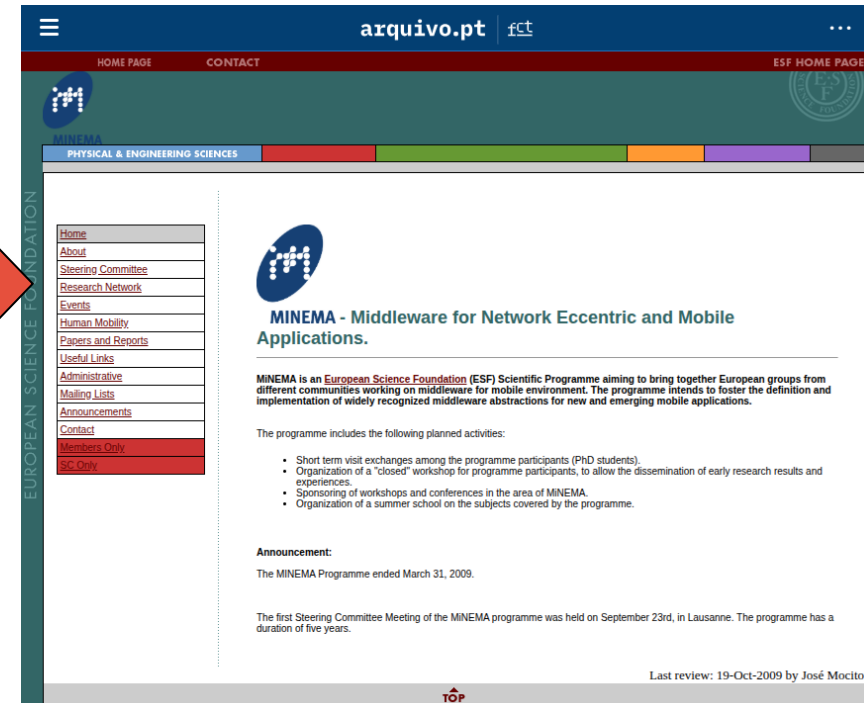 arquivo.pt fct
HOME PAGE CONTACT ESF HOME PAGE
MINEMA
PHYSICAL & ENGINEERING SCIENCES
EUROPEAN SCIENCE FOUNDATION
Home
About
Steering Committee
Research Network
Events
Human Mobility
Papers and Reports
Useful Links
Administrative
Mailing Lists
Announcements
Contact
Members Only
SC Only
MINEMA - Middleware for Network Eccentric and Mobile
Applications.
MiNEMA is an European Science Foundation (ESF) Scientific Programme aiming to bring together European groups from
different communities working on middleware for mobile environment. The programme intends to foster the definition and
implementation of widely recognized middleware abstractions for new and emerging mobile applications.
The programme includes the following planned activities:
Short term visit exchanges among the programme participants (PhD students).
Organization of a "closed" workshop for programme participants, to allow the dissemination of early research results and
experiences.
Sponsoring of workshops and conferences in the area of MiNEMA.
Organization of a summer school on the subjects covered by the programme.
Announcement:
The MINEMA Programme ended March 31, 2009.
The first Steering Committee Meeting of the MiNEMA programme was held on September 23rd, in Lausanne. The programme has a
duration of five years.
Last review: 19-Oct-2009 by José Mocito
TOP